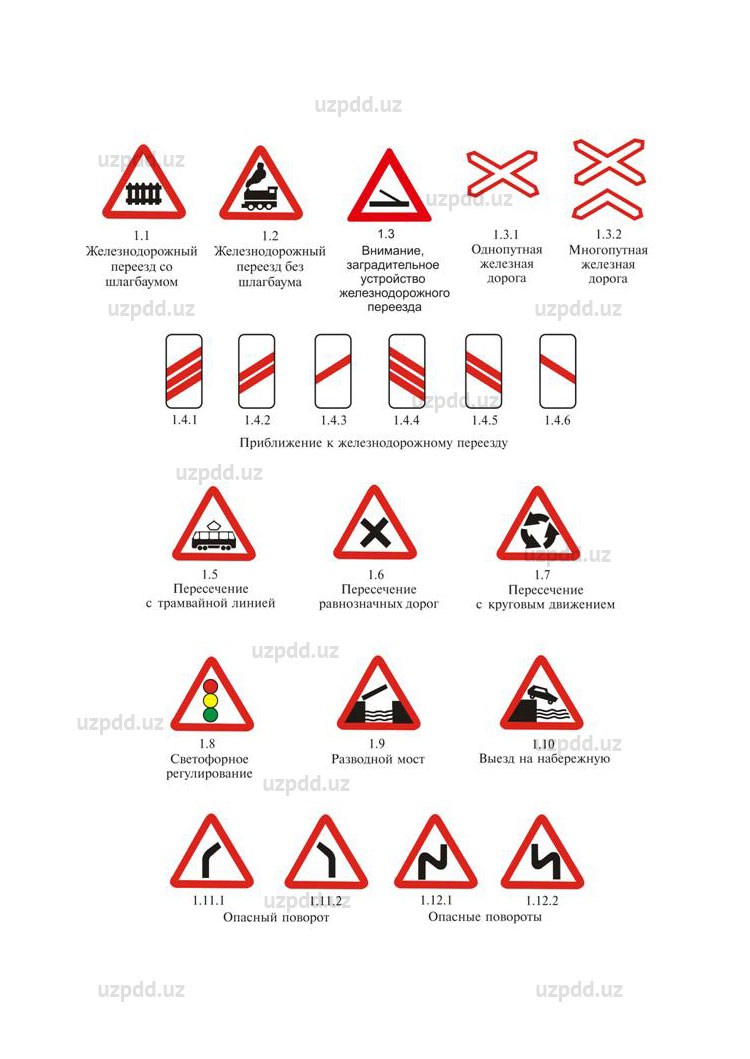 uzpdd.uz
uzpdd.uz
uzpdd.uz
1.1
Железнодорожный
переезд со
шлагбаумом
1.2
Железнодорожный
переезд без
шлагбаума
1.3
Внимание,
заградительное
устройство
железнодорожного
переезда
1.3.1
Однопутная
железная
дорога
1.3.2
Многопутная
железная
дорога
uzpdd.uz
uzpdd.uz
uzpdd.uz
1.4.1 1.4.2 1.4.3 1.4.4 1.4.5 1.4.6
Приближение к железнодорожному переезду
uzpdd.uz
uzpdd.uz
1.5
Пересечение
с трамвайной линией
1.6
Пересечение
равнозначных дорог
1.7
Пересечение
с круговым движением
uzpdd.uz
uzpdd.uz
uzpdd.uz
1.8
Светофорное
регулирование
1.9
Разводной мост
1.10
Выезд на набережную
uzpdd.uz
1.11.1 1.11.2
Опасный поворот
uzpdd.uz
1.12.1 1.12.2
Опасные повороты
uzpdd.uz
uzpdd.uz